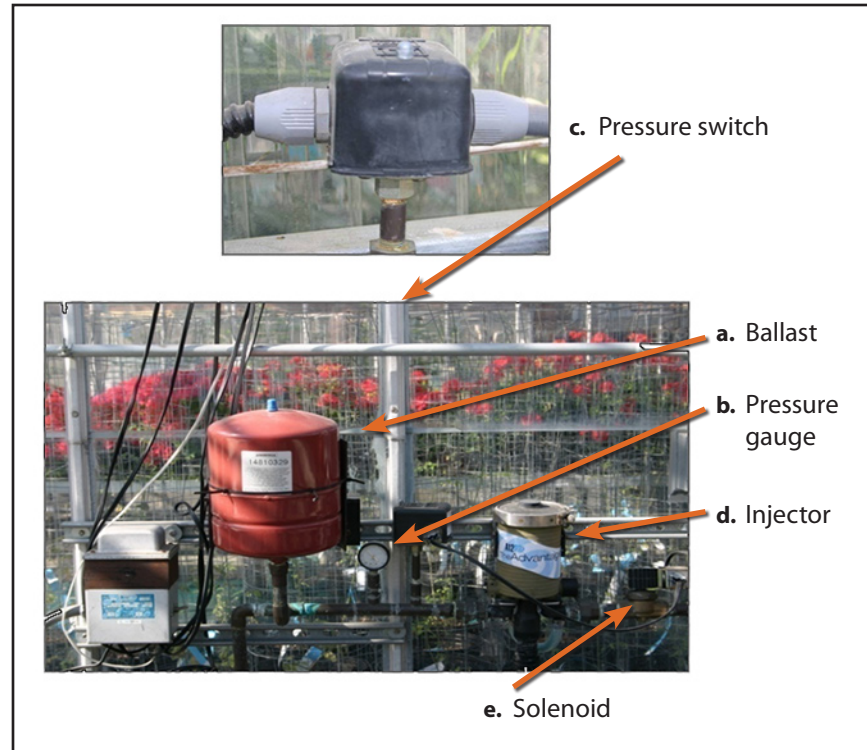 c. Pressure switch
a. Ballast
b. Pressure
gauge
14810329
d. Injector
Advantage
e. Solenoid